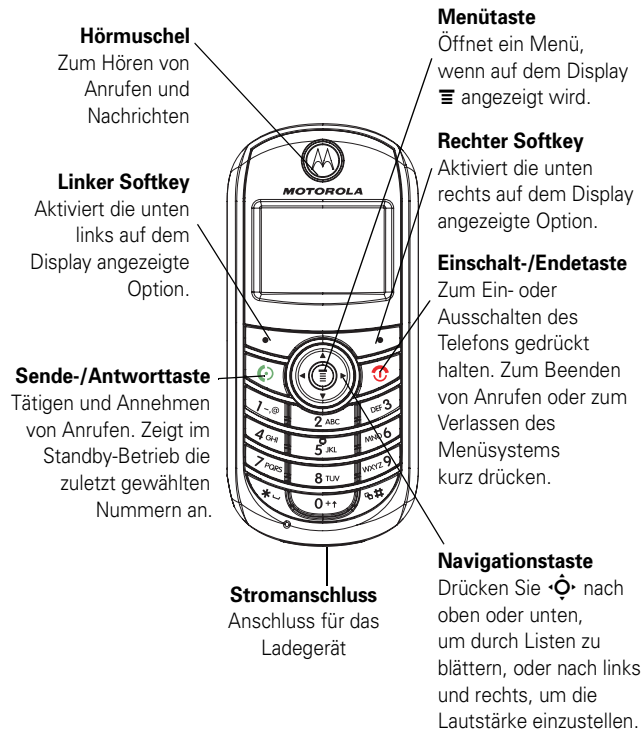 Hörmuschel
Zum Hören von
Anrufen und
Nachrichten
Linker Softkey
Aktiviert die unten
links auf dem
Display angezeigte
Option.
Sende-/Antworttaste
Tätigen und Annehmen
von Anrufen. Zeigt im
Standby-Betrieb die
zuletzt gewählten
Nummern an.
MOTOROLA
1 -.@
2 ABC
DEF 3
4 GHI
5 JKL
MNO 6
7 PQRS
8 TUV
WXYZ 9
*
0 + ↑
#
Stromanschluss
Anschluss für das
Ladegerät
Menütaste
Öffnet ein Menü,
wenn auf dem Display
angezeigt wird.
Rechter Softkey
Aktiviert die unten
rechts auf dem Display
angezeigte Option.
Einschalt-/Endetaste
Zum Ein- oder
Ausschalten des
Telefons gedrückt
halten. Zum Beenden
von Anrufen oder zum
Verlassen des
Menüsystems
kurz drücken.
Navigationstaste
Drücken Sie nach
oben oder unten,
um durch Listen zu
blättern, oder nach links
und rechts, um die
Lautstärke einzustellen.